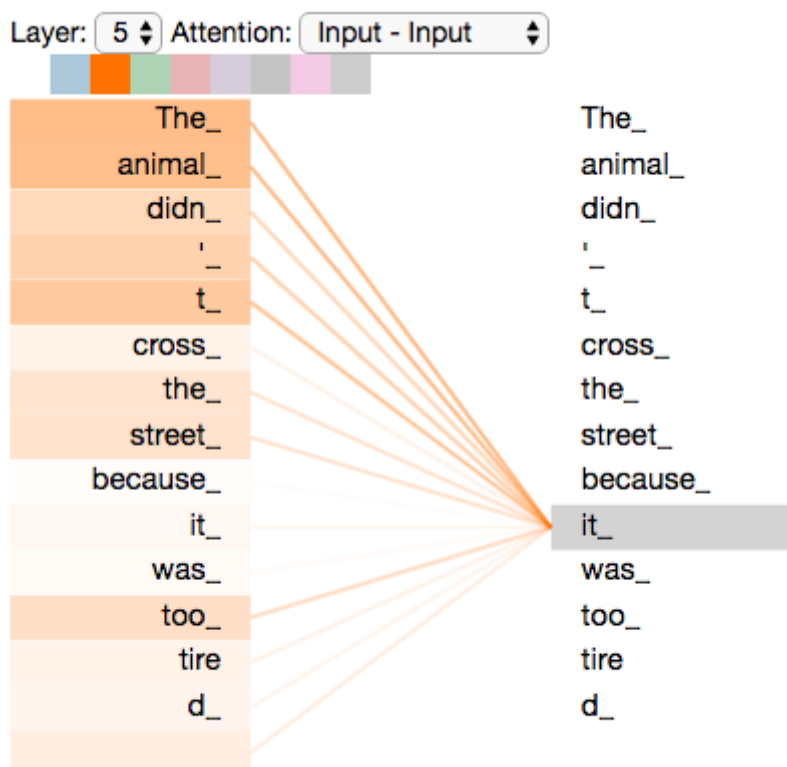 Layer: 5 Attention: Input - Input
The_ The_
animal_ animal_
didn_ didn_
'_ '_
t_ t_
cross_ cross_
the_ the_
street_ street_
because_ because_
it_ it_
was_ was_
too_ too_
tire tire
d_ d_